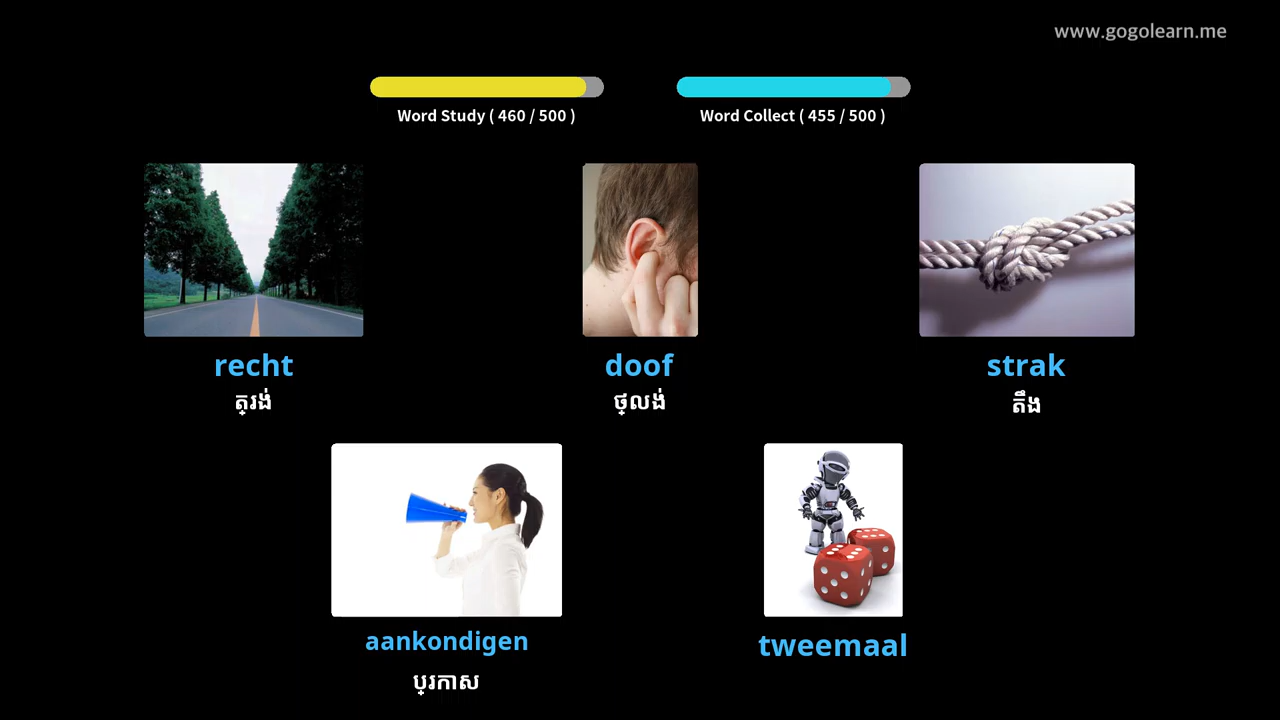 www.gogolearn.me
Word Study ( 460 / 500 )
Word Collect ( 455 / 500 )
recht
ត្រង់
doof
ថ្លង់
strak
តឹង
aankondigen
ប្រកាស
tweemaal